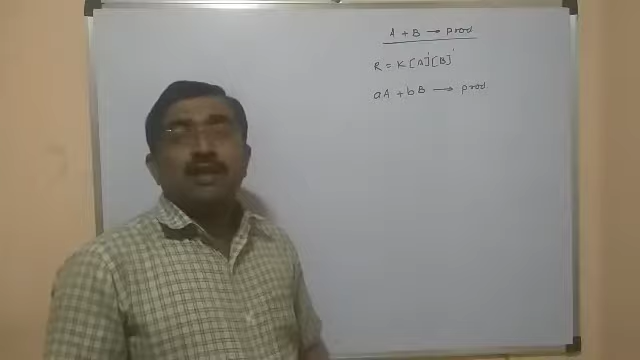 A + B → prod
R = K [A]¹ [B]¹
aA + bB → prod